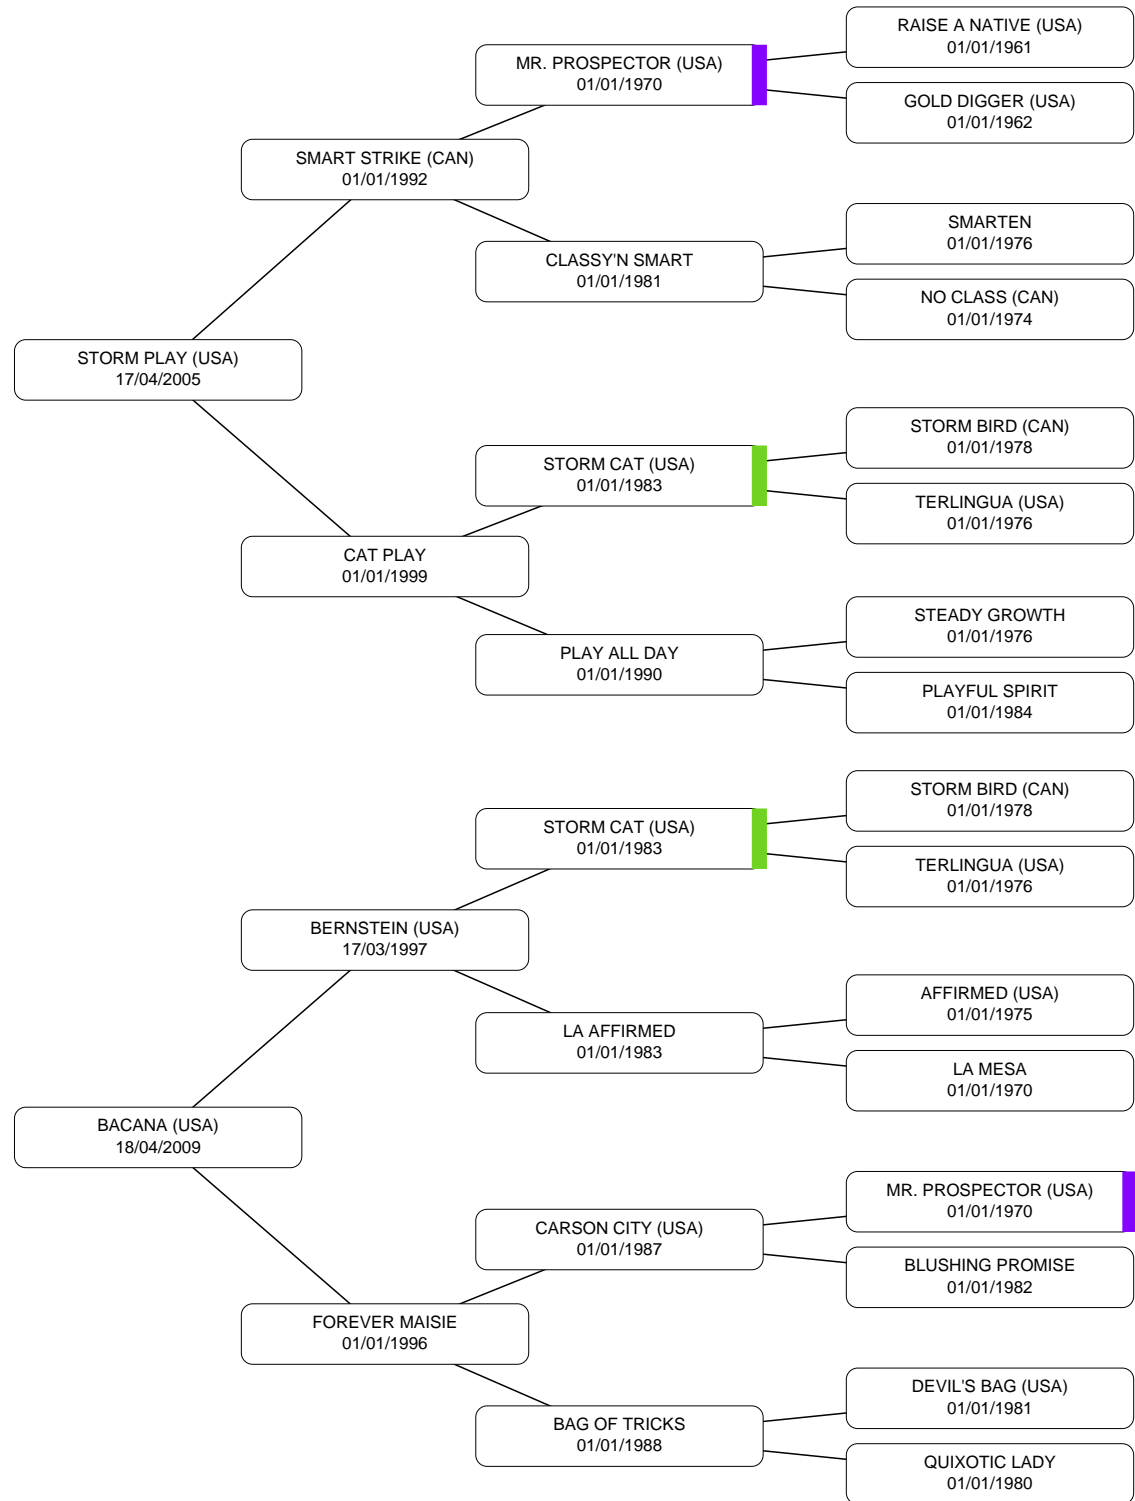 RAISE A NATIVE (USA)
01/01/1961
MR. PROSPECTOR (USA)
01/01/1970
GOLD DIGGER (USA)
01/01/1962
SMART STRIKE (CAN)
01/01/1992
SMARTEN
01/01/1976
CLASSY'N SMART
01/01/1981
NO CLASS (CAN)
01/01/1974
STORM PLAY (USA)
17/04/2005
STORM BIRD (CAN)
01/01/1978
STORM CAT (USA)
01/01/1983
TERLINGUA (USA)
01/01/1976
CAT PLAY
01/01/1999
STEADY GROWTH
01/01/1976
PLAY ALL DAY
01/01/1990
PLAYFUL SPIRIT
01/01/1984
STORM BIRD (CAN)
01/01/1978
STORM CAT (USA)
01/01/1983
TERLINGUA (USA)
01/01/1976
BERNSTEIN (USA)
17/03/1997
AFFIRMED (USA)
01/01/1975
LA AFFIRMED
01/01/1983
LA MESA
01/01/1970
BACANA (USA)
18/04/2009
MR. PROSPECTOR (USA)
01/01/1970
CARSON CITY (USA)
01/01/1987
BLUSHING PROMISE
01/01/1982
FOREVER MAISIE
01/01/1996
DEVIL'S BAG (USA)
01/01/1981
BAG OF TRICKS
01/01/1988
QUIXOTIC LADY
01/01/1980